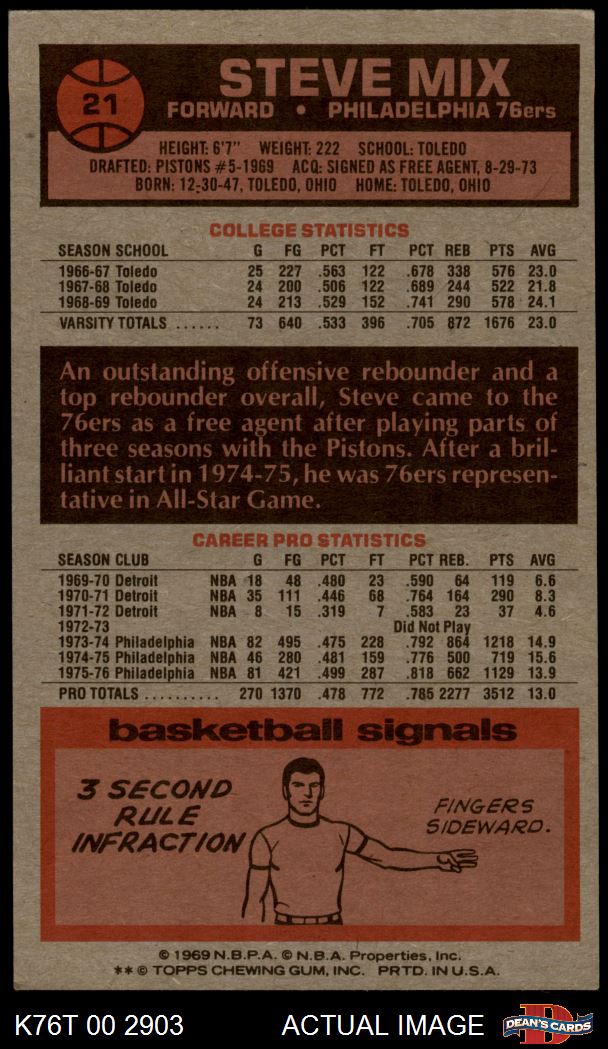 21
STEVE MIX
FORWARD • PHILADELPHIA 76ers
HEIGHT: 6'7" WEIGHT: 222 SCHOOL: TOLEDO
DRAFTED: PISTONS #5-1969 ACQ: SIGNED AS FREE AGENT, 8-29-73
BORN: 12-30-47, TOLEDO, OHIO HOME: TOLEDO, OHIO
COLLEGE STATISTICS
SEASON SCHOOL G FG PCT FT PCT REB PTS AVG
1966-67 Toledo 25 227 .563 122 .678 338 576 23.0
1967-68 Toledo 24 200 .506 122 .689 244 522 21.8
1968-69 Toledo 24 213 .529 152 .741 290 578 24.1
VARSITY TOTALS ...... 73 640 .533 396 .705 872 1676 23.0
An outstanding offensive rebounder and a
top rebounder overall, Steve came to the
76ers as a free agent after playing parts of
three seasons with the Pistons. After a bril-
liant start in 1974-75, he was 76ers represen-
tative in All-Star Game.
CAREER PRO STATISTICS
SEASON CLUB G FG PCT FT PCT REB. PTS AVG
1969-70 Detroit NBA 18 48 .480 23 .590 64 119 6.6
1970-71 Detroit NBA 35 111 .446 68 .764 164 290 8.3
1971-72 Detroit NBA 8 15 .319 7 .583 23 37 4.6
1972-73 Did Not Play
1973-74 Philadelphia NBA 82 495 .475 228 .792 864 1218 14.9
1974-75 Philadelphia NBA 46 280 .481 159 .776 500 719 15.6
1975-76 Philadelphia NBA 81 421 .499 287 .818 662 1129 13.9
PRO TOTALS .......... 270 1370 .478 772 .785 2277 3512 13.0
basketball signals
3 SECOND
RULE
INFRACTION
FINGERS
SIDEWARD.
© 1969 N.B.P.A. © N.B.A. Properties, Inc.
** © TOPPS CHEWING GUM, INC. PRTD. IN U.S.A.
K76T 00 2903 ACTUAL IMAGE
D
DEAN'S CARDS